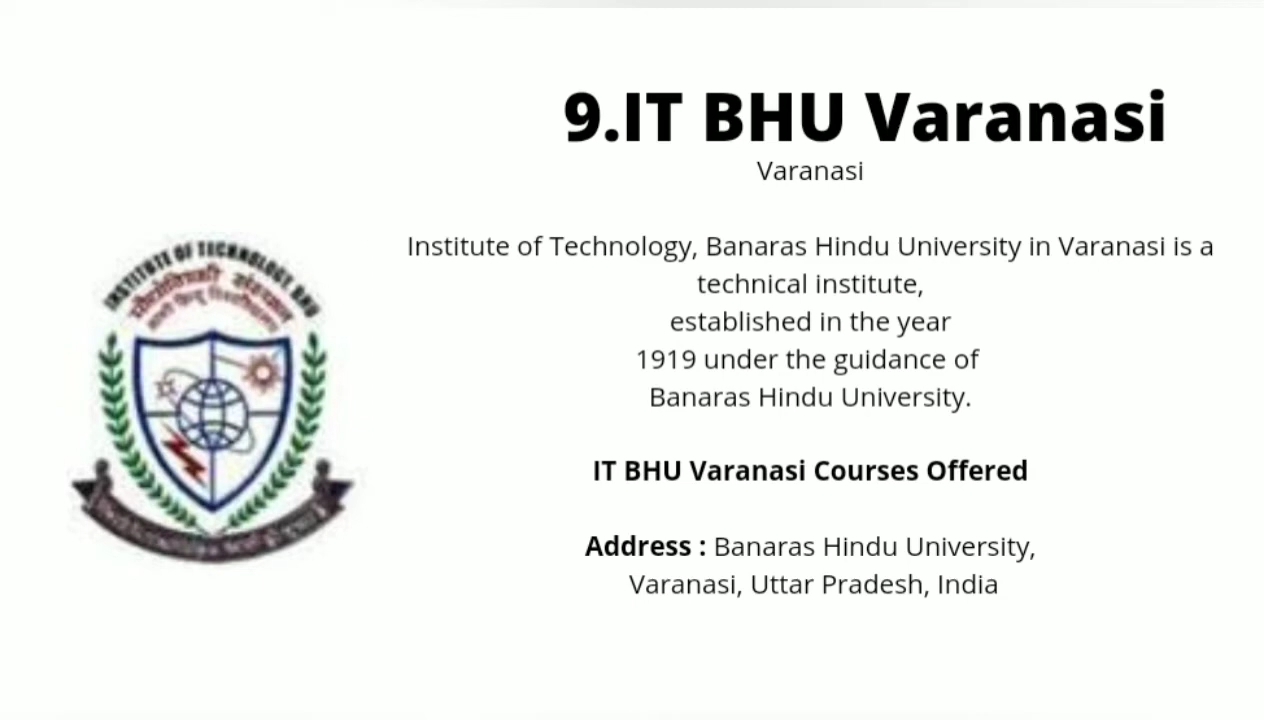 9.IT BHU Varanasi
Varanasi
Institute of Technology, Banaras Hindu University in Varanasi is a
technical institute,
established in the year
1919 under the guidance of
Banaras Hindu University.
IT BHU Varanasi Courses Offered
Address : Banaras Hindu University,
Varanasi, Uttar Pradesh, India
INSTITUTE OF TECHNOLOGY BHU